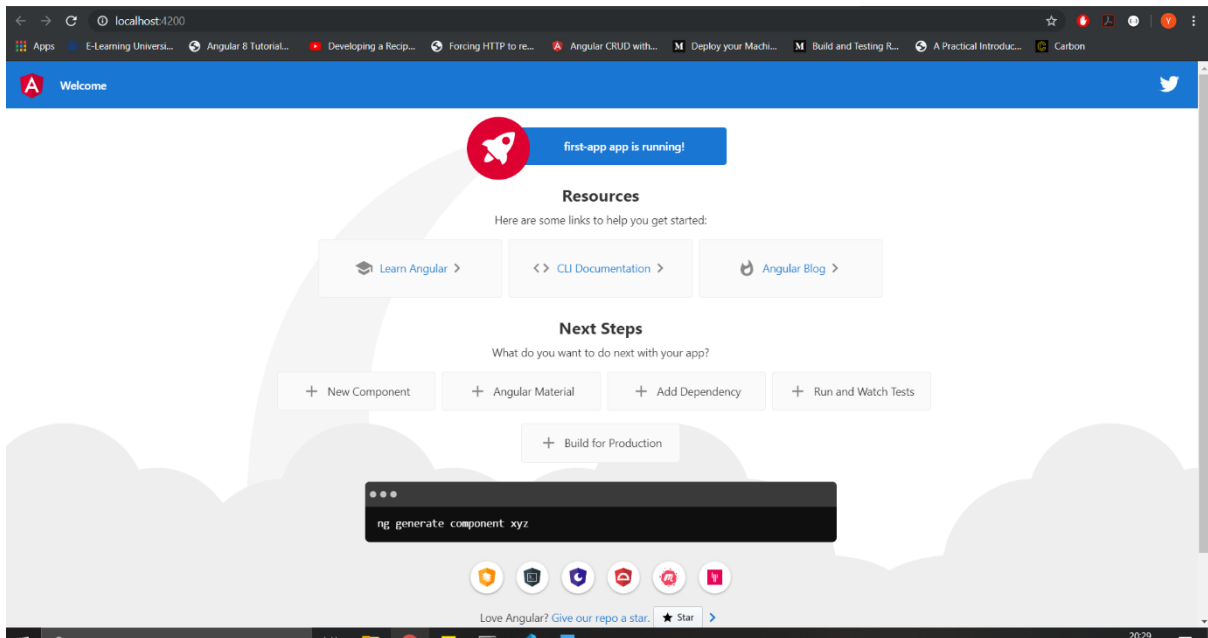 localhost:4200
Apps E-Learning Universi... Angular 8 Tutorial... Developing a Recip... Forcing HTTP to re... Angular CRUD with... Deploy your Machi... Build and Testing R... A Practical Introduc... Carbon
Welcome
first-app app is running!
Resources
Here are some links to help you get started:
Learn Angular CLI Documentation Angular Blog
Next Steps
What do you want to do next with your app?
New Component Angular Material Add Dependency Run and Watch Tests
Build for Production
ng generate component xyz
Love Angular? Give our repo a star. Star
20:29